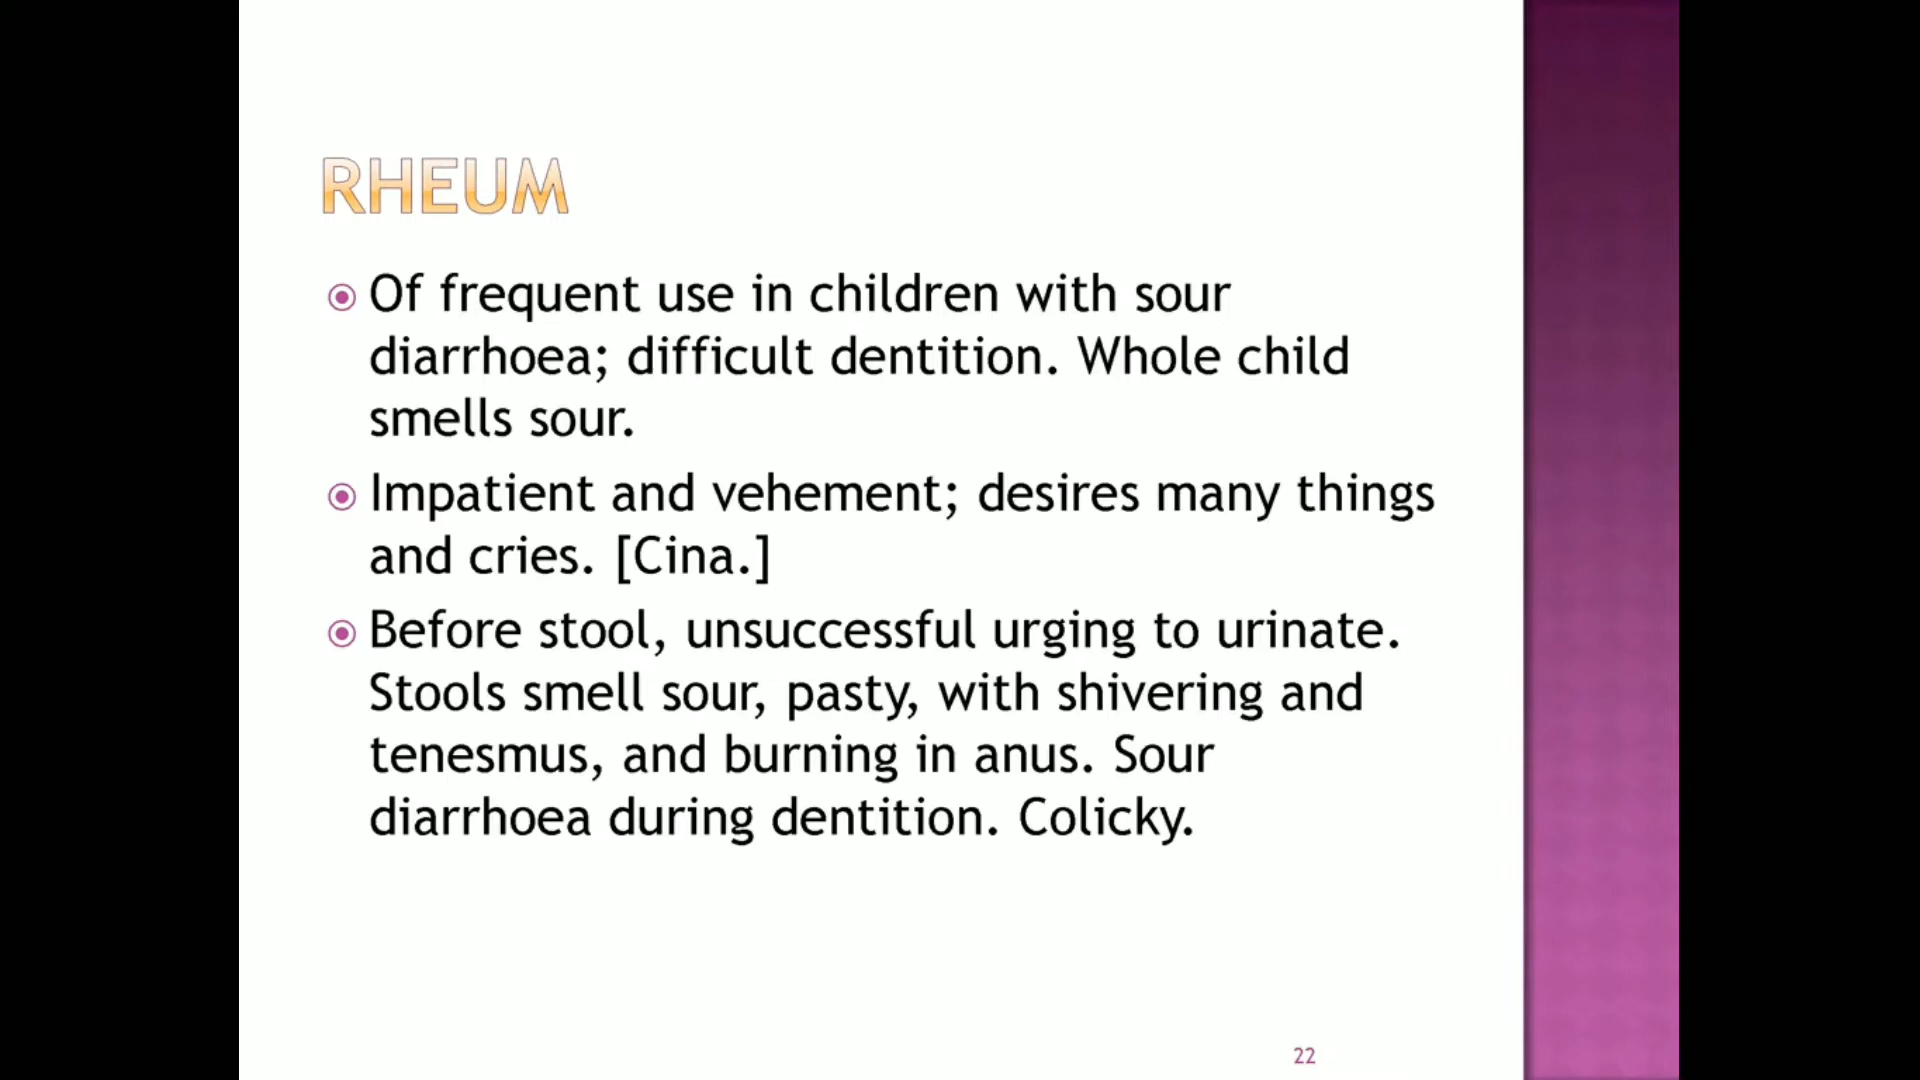 RHEUM
Of frequent use in children with sour
diarrhoea; difficult dentition. Whole child
smells sour.
Impatient and vehement; desires many things
and cries. [Cina.]
Before stool, unsuccessful urging to urinate.
Stools smell sour, pasty, with shivering and
tenesmus, and burning in anus. Sour
diarrhoea during dentition. Colicky.
22